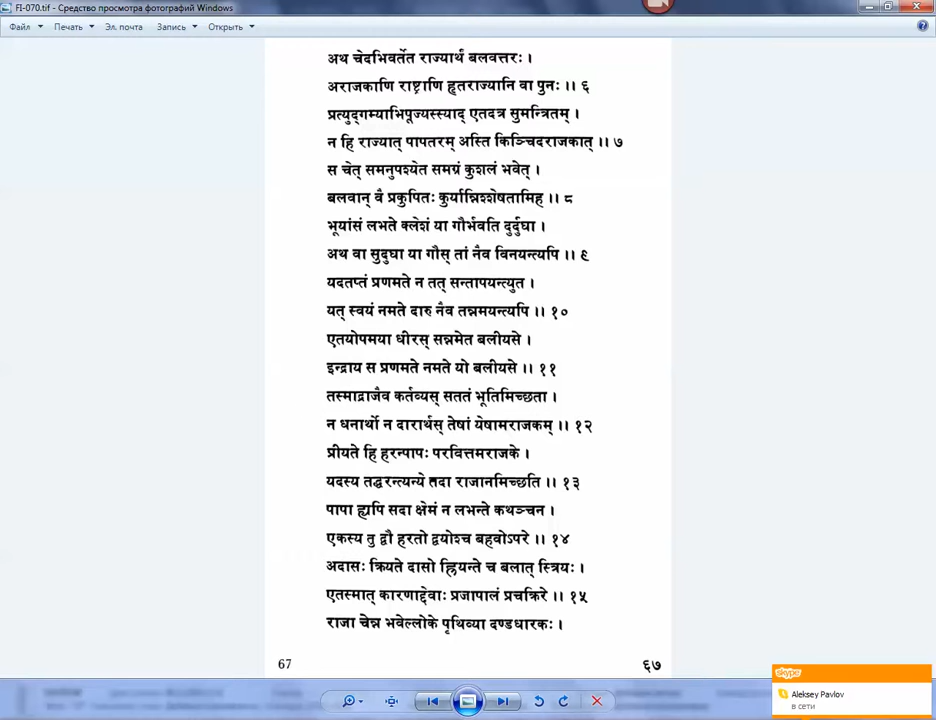 FI-070.tif - Средство просмотра фотографий Windows
Файл Печать Эл. почта Запись Открыть
अथ चेदभिवर्तेत राज्यार्थं बलवत्तरः ।
अराजकाणि राष्ट्राणि हृतराज्यानि वा पुनः ।। ६
प्रत्युद्गम्याभिपूज्यस्स्याद् एतदत्र सुमन्त्रितम् ।
न हि राज्यात् पापतरम् अस्ति किञ्चिदराजकात् ।। ७
स चेत् समनुपश्येत समग्रं कुशलं भवेत् ।
बलवान् वै प्रकुपितः कुर्यान्निश्शेषतामिह ।। ८
भूयांसं लभते क्लेशं या गौर्भवति दुर्दुघा ।
अथ वा सुदुघा या गौस् तां नैव विनयन्त्यपि ।। ९
यदतप्तं प्रणमते न तत् सन्तापयन्त्युत ।
यत् स्वयं नमते दारु नैव तन्नमयन्त्यपि ।। १०
एतयोपमया धीरस् सन्नमेत बलीयसे ।
इन्द्राय स प्रणमते नमते यो बलीयसे ।। ११
तस्माद्राजैव कर्तव्यस् सततं भूतिमिच्छता ।
न धनार्थो न दारार्थस् तेषां येषामराजकम् ।। १२
प्रीयते हि हरन्पापः परवित्तमराजके ।
यदस्य तद्धरन्त्यन्ये तदा राजानमिच्छति ।। १३
पापा ह्यपि सदा क्षेमं न लभन्ते कथञ्चन ।
एकस्य तु द्वौ हरतो द्वयोश्च बहवोऽपरे ।। १४
अदासः क्रियते दासो ह्रियन्ते च बलात् स्त्रियः ।
एतस्मात् कारणाद्देवाः प्रजापालं प्रचक्रिरे ।। १५
राजा चेन्न भवेल्लोके पृथिव्या दण्डधारकः ।
67 ६७
skype
Aleksey Pavlov
в сети